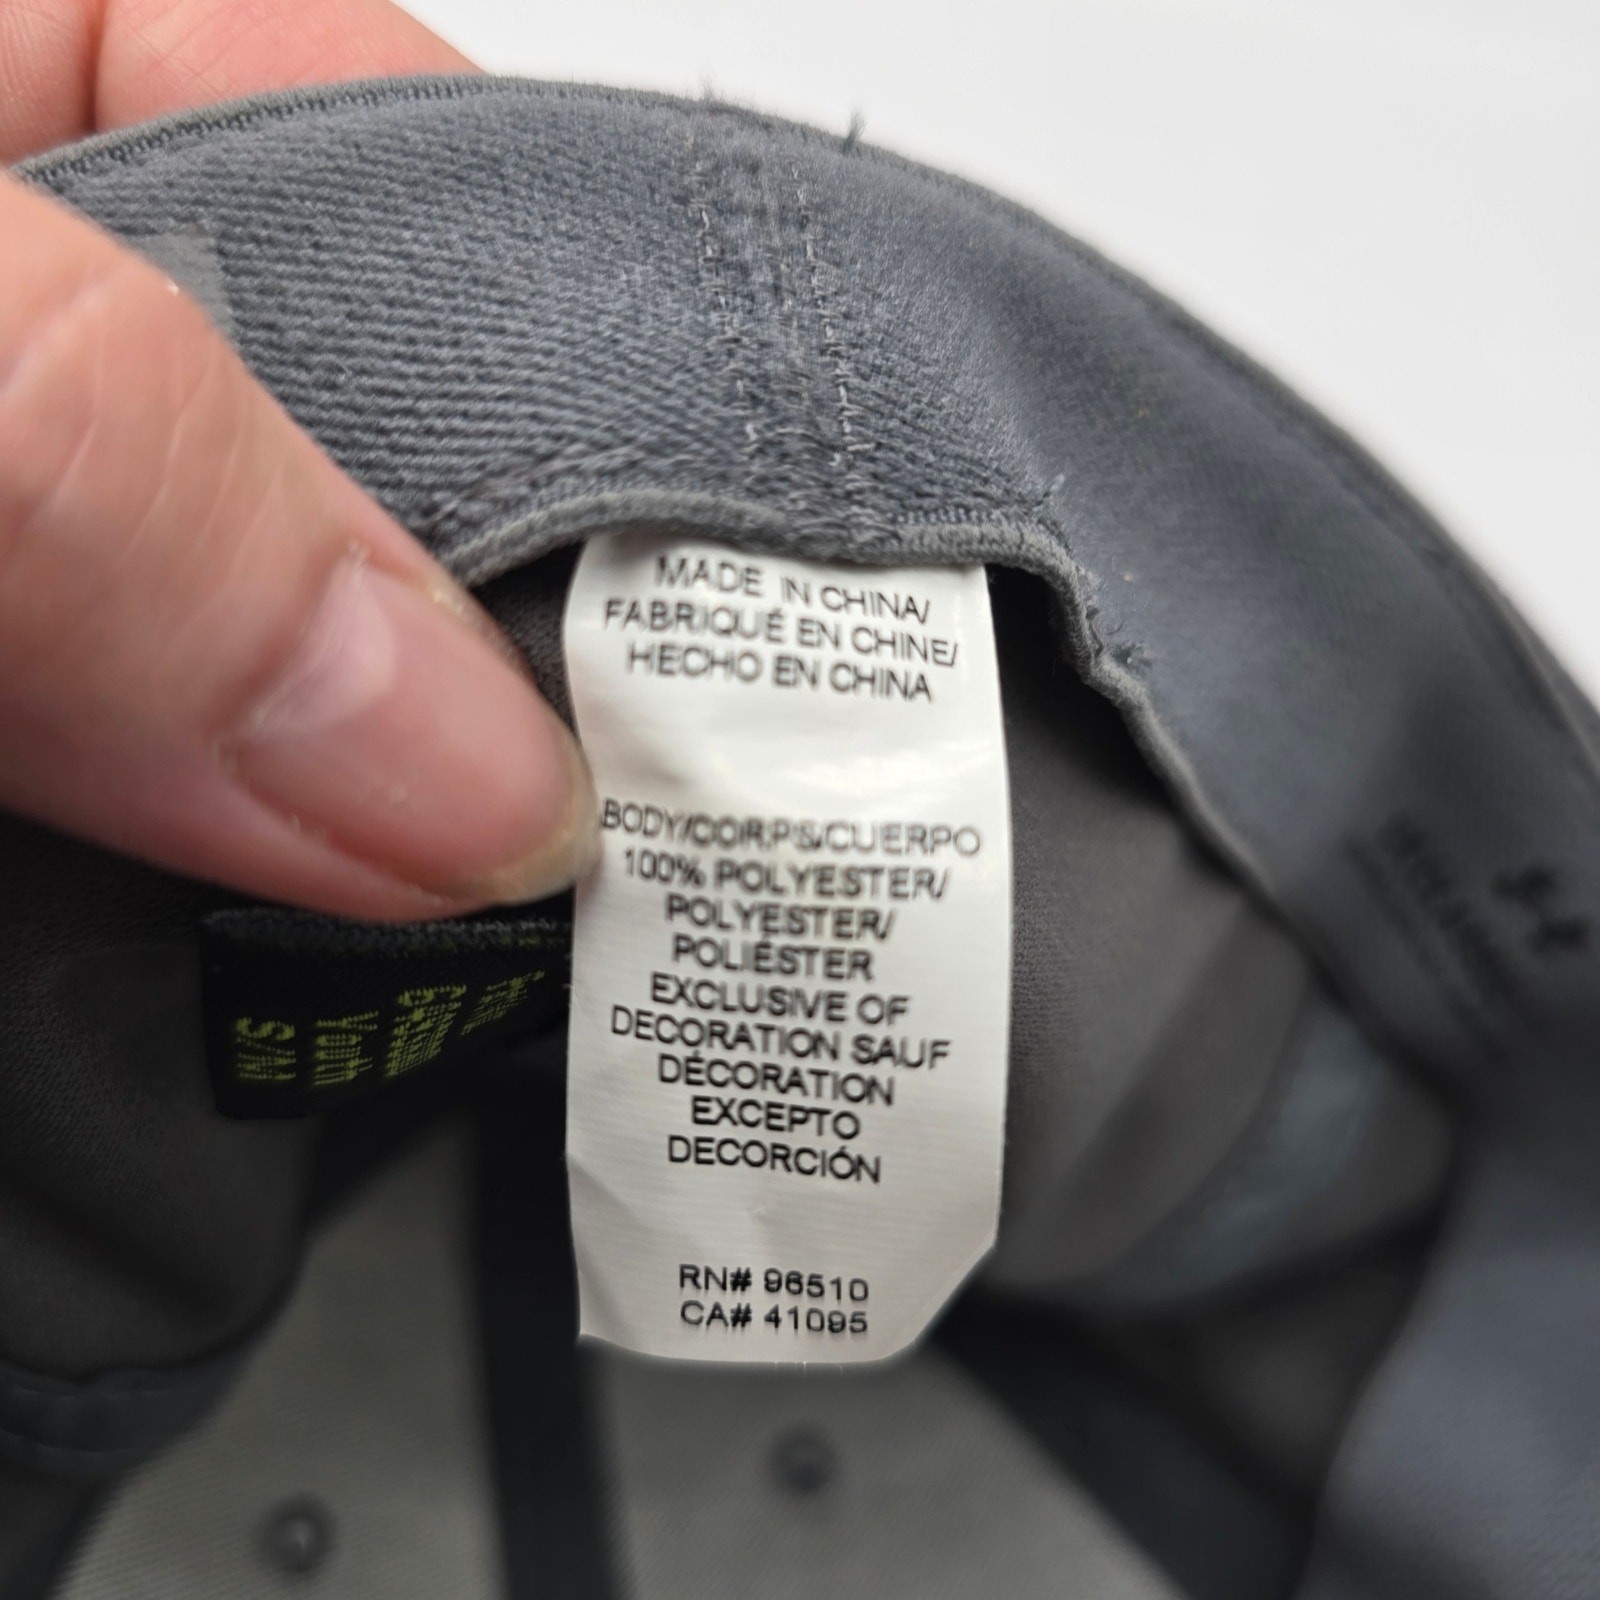 MADE IN CHINA/
FABRIQUÉ EN CHINE/
HECHO EN CHINA
BODY/CORPS/CUERPO
100% POLYESTER/
POLYESTER/
POLIÉSTER
EXCLUSIVE OF
DECORATION SAUF
DÉCORATION
EXCEPTO
DECORCIÓN
RN# 96510
CA# 41095